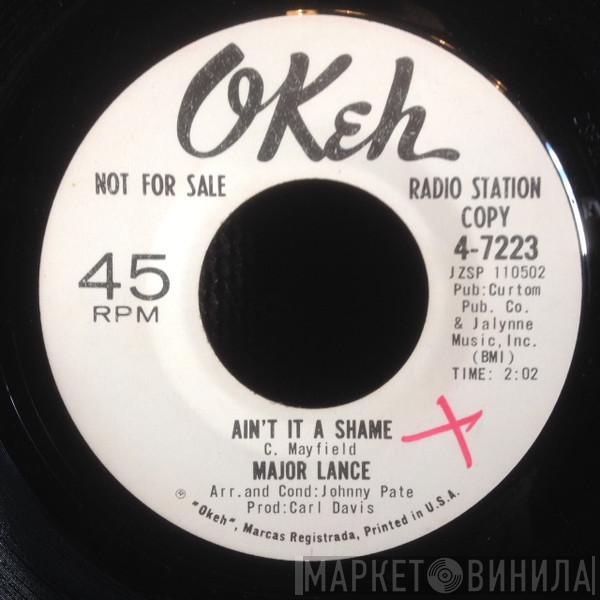 OKeh
NOT FOR SALE
RADIO STATION
COPY
4-7223
JZSP 110502
Pub:Curtom
Pub. Co.
& Jalynne
Music,Inc.
(BMI)
TIME: 2:02
45
RPM
AIN'T IT A SHAME
C. Mayfield
MAJOR LANCE
Arr.and Cond:Johnny Pate
Prod:Carl Davis
℗ "Okeh", Marcas Registrada, Printed in U.S.A.
МАРКЕТ ВИНИЛА